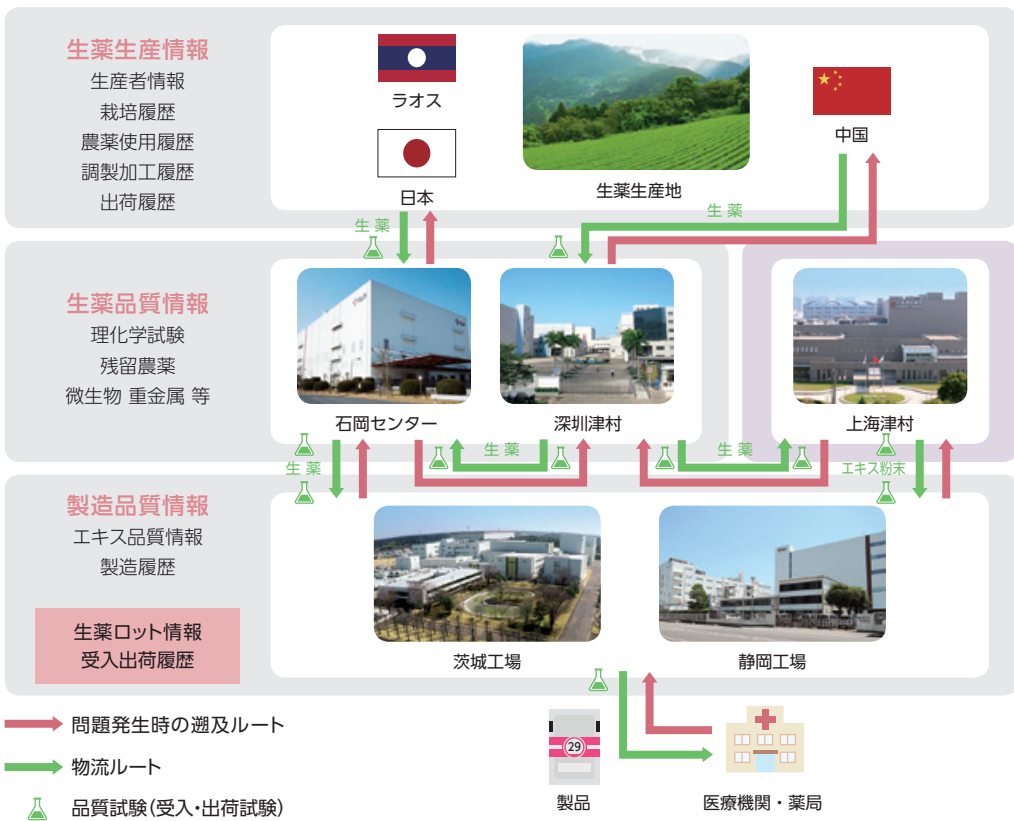 生薬生産情報
生産者情報
栽培履歴
農薬使用履歴
調製加工履歴
出荷履歴
ラオス
日本
生薬生産地
中国
生薬
生薬
生薬品質情報
理化学試験
残留農薬
微生物 重金属 等
石岡センター
深圳津村
上海津村
生薬
生薬
生薬
エキス粉末
製造品質情報
エキス品質情報
製造履歴
生薬ロット情報
受入出荷履歴
茨城工場
静岡工場
問題発生時の遡及ルート
物流ルート
品質試験(受入・出荷試験)
29
製品
医療機関・薬局